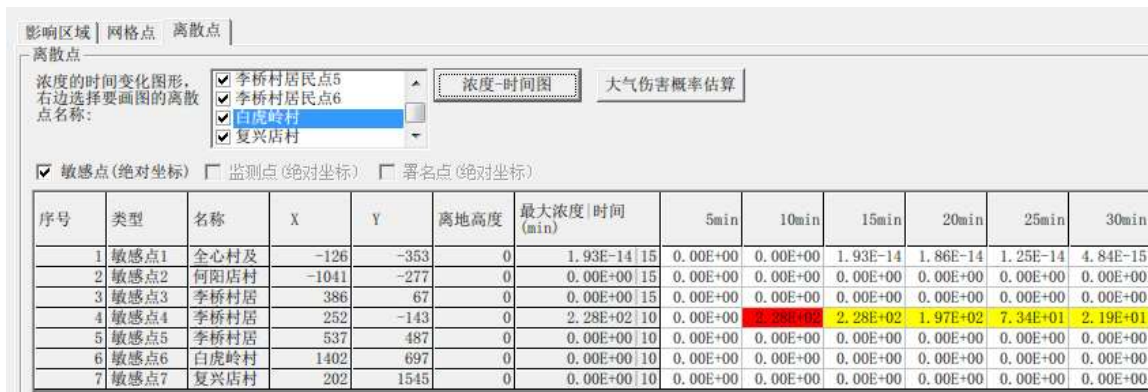 影响区域 网格点 离散点
离散点
浓度的时间变化图形，
右边选择要画图的离散
点名称：
李桥村居民点5
李桥村居民点6
白虎岭村
复兴店村
浓度-时间图
大气伤害概率估算
敏感点(绝对坐标) 监测点(绝对坐标) 署名点(绝对坐标)
序号 类型 名称 X Y 离地高度 最大浓度|时间(min) 5min 10min 15min 20min 25min 30min
1 敏感点1 全心村及 -126 -353 0 1.93E-14|15 0.00E+00 0.00E+00 1.93E-14 1.86E-14 1.25E-14 4.84E-15
2 敏感点2 何阳店村 -1041 -277 0 0.00E+00|15 0.00E+00 0.00E+00 0.00E+00 0.00E+00 0.00E+00 0.00E+00
3 敏感点3 李桥村居 386 67 0 0.00E+00|15 0.00E+00 0.00E+00 0.00E+00 0.00E+00 0.00E+00 0.00E+00
4 敏感点4 李桥村居 252 -143 0 2.28E+02|10 0.00E+00 2.28E+02 2.28E+02 1.97E+02 7.34E+01 2.19E+01
5 敏感点5 李桥村居 537 487 0 0.00E+00|10 0.00E+00 0.00E+00 0.00E+00 0.00E+00 0.00E+00 0.00E+00
6 敏感点6 白虎岭村 1402 697 0 0.00E+00|10 0.00E+00 0.00E+00 0.00E+00 0.00E+00 0.00E+00 0.00E+00
7 敏感点7 复兴店村 202 1545 0 0.00E+00|10 0.00E+00 0.00E+00 0.00E+00 0.00E+00 0.00E+00 0.00E+00